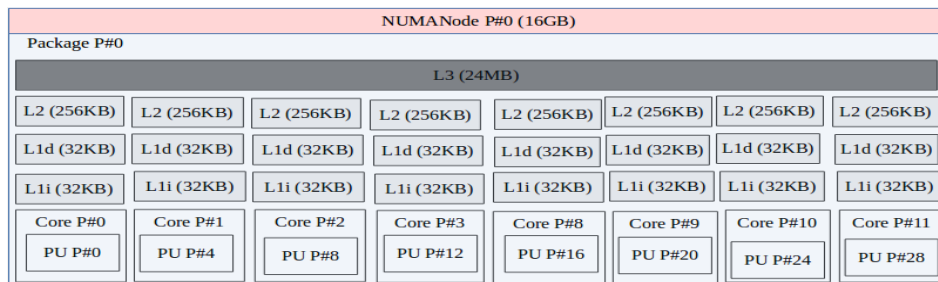 NUMANode P#0 (16GB)
Package P#0
L3 (24MB)
L2 (256KB) L2 (256KB) L2 (256KB) L2 (256KB) L2 (256KB) L2 (256KB) L2 (256KB) L2 (256KB)
L1d (32KB) L1d (32KB) L1d (32KB) L1d (32KB) L1d (32KB) L1d (32KB) L1d (32KB) L1d (32KB)
L1i (32KB) L1i (32KB) L1i (32KB) L1i (32KB) L1i (32KB) L1i (32KB) L1i (32KB) L1i (32KB)
Core P#0 Core P#1 Core P#2 Core P#3 Core P#8 Core P#9 Core P#10 Core P#11
PU P#0 PU P#4 PU P#8 PU P#12 PU P#16 PU P#20 PU P#24 PU P#28